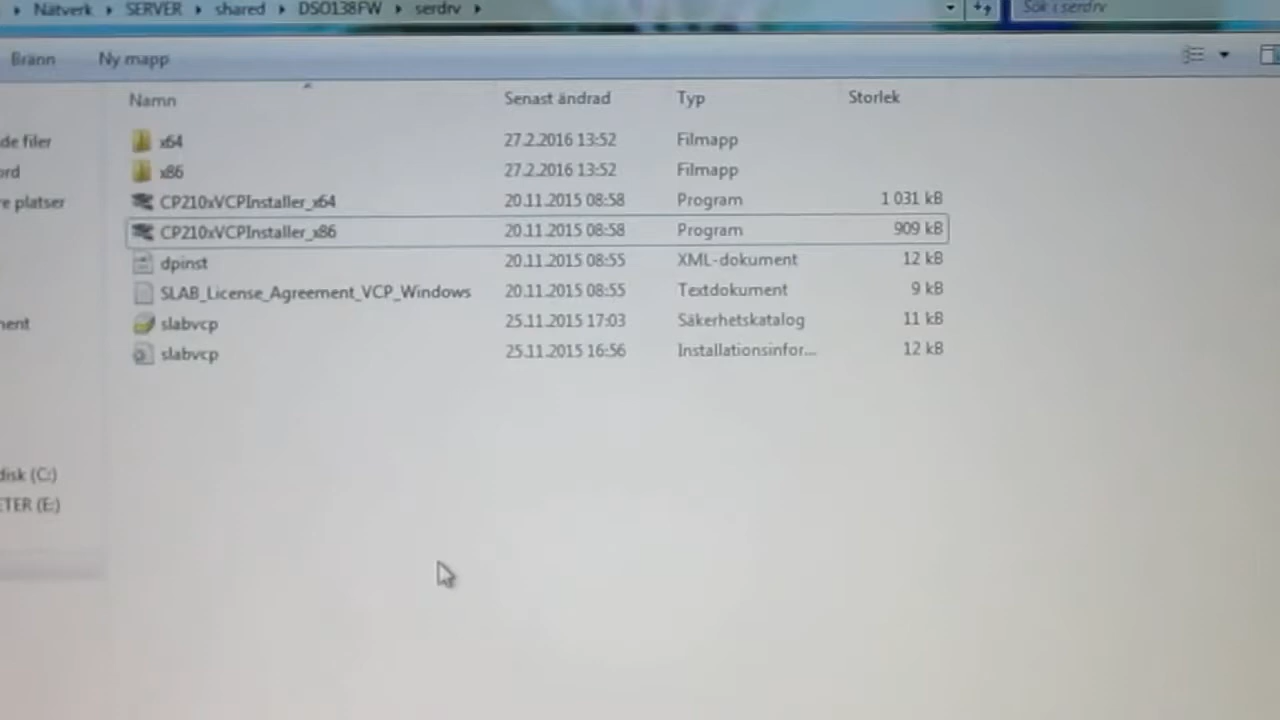 Nätverk SERVER shared DSO138FW serdrv Sök i serdrv
Bränn Ny mapp
Namn Senast ändrad Typ Storlek
de filer
ord
e platser
ment
disk (C:)
ETER (E:)
x64 27.2.2016 13:52 Filmapp
x86 27.2.2016 13:52 Filmapp
CP210xVCPInstaller_x64 20.11.2015 08:58 Program 1 031 kB
CP210xVCPInstaller_x86 20.11.2015 08:58 Program 909 kB
dpinst 20.11.2015 08:55 XML-dokument 12 kB
SLAB_License_Agreement_VCP_Windows 20.11.2015 08:55 Textdokument 9 kB
slabvcp 25.11.2015 17:03 Säkerhetskatalog 11 kB
slabvcp 25.11.2015 16:56 Installationsinfor... 12 kB